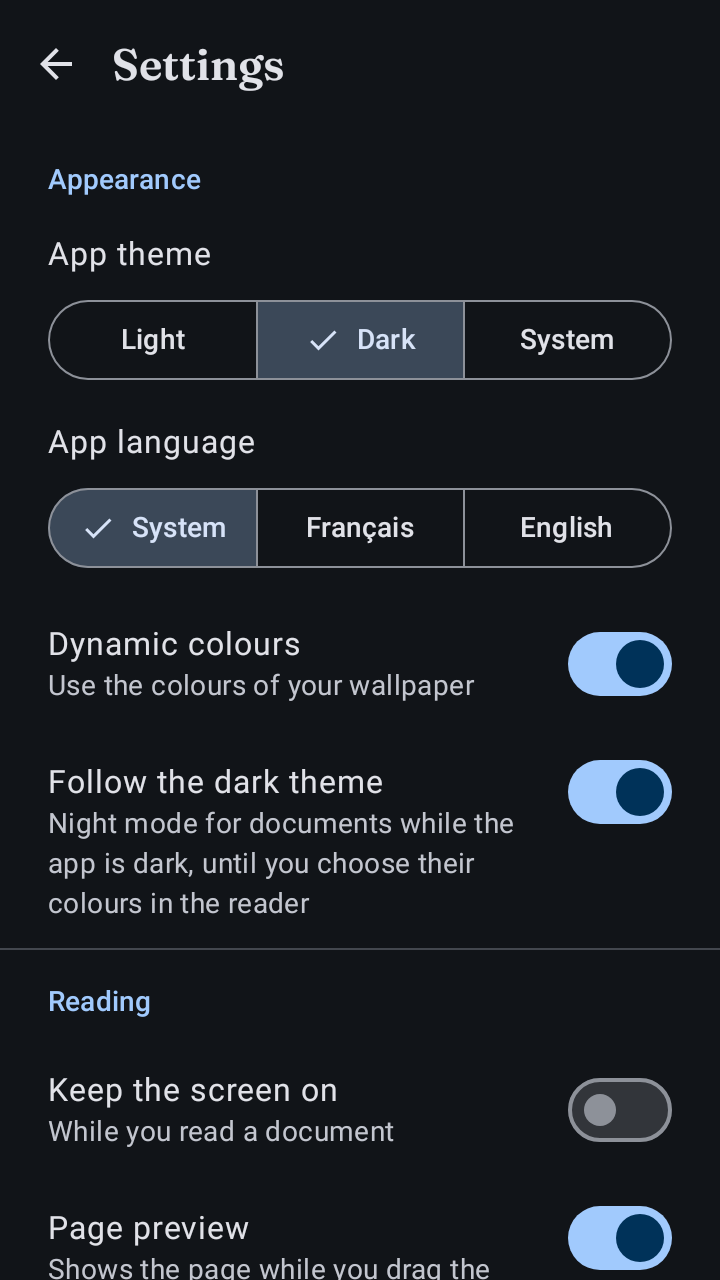 Settings
Appearance
App theme
Light
Dark
System
App language
System
Français
English
Dynamic colours
Use the colours of your wallpaper
Follow the dark theme
Night mode for documents while the
app is dark, until you choose their
colours in the reader
Reading
Keep the screen on
While you read a document
Page preview
Shows the page while you drag the